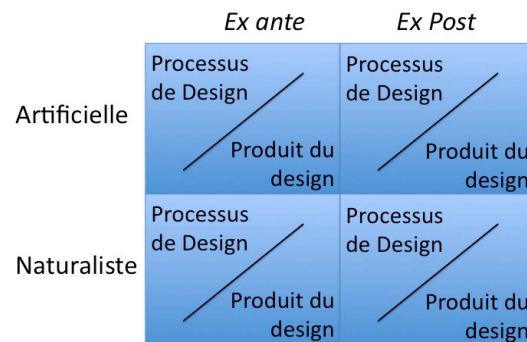 Ex ante
Ex Post
Artificielle
Processus
de Design
Produit du
design
Processus
de Design
Produit du
design
Naturaliste
Processus
de Design
Produit du
design
Processus
de Design
Produit du
design